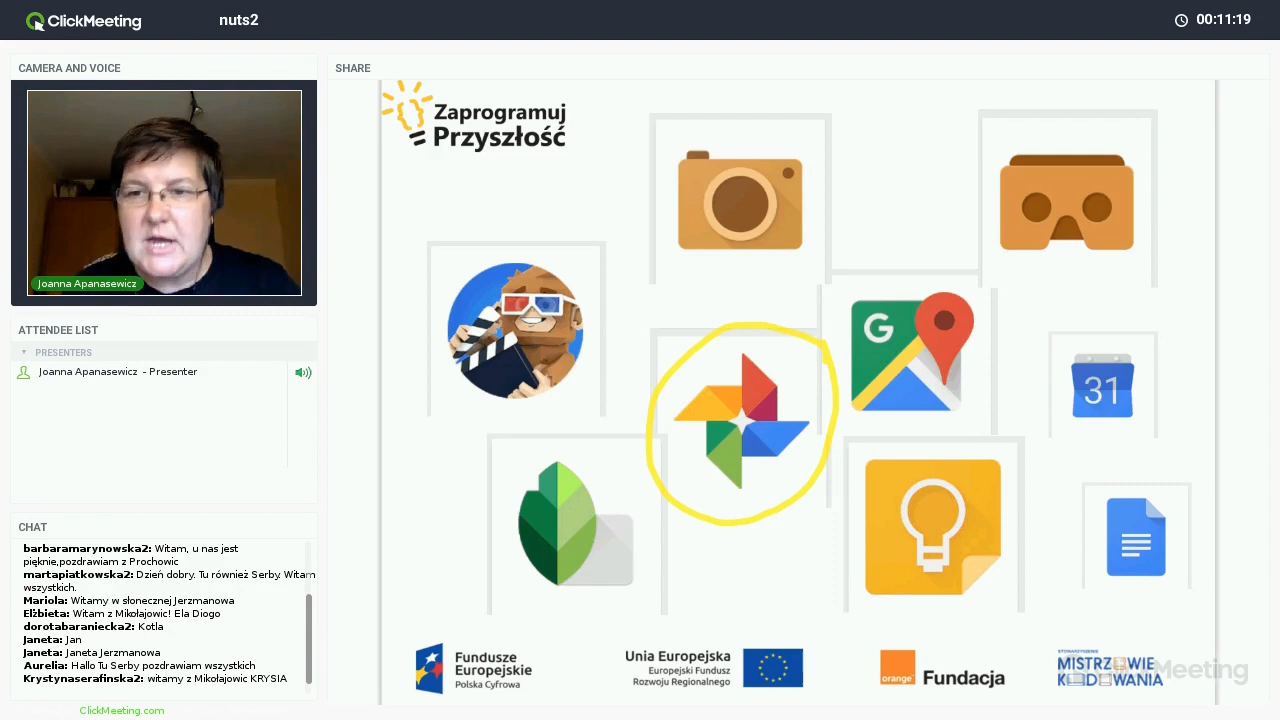 ClickMeeting
nuts2
00:11:19
CAMERA AND VOICE
SHARE
Joanna Apanasewicz
ATTENDEE LIST
PRESENTERS
Joanna Apanasewicz - Presenter
CHAT
barbaramarynowska2: Witam, u nas jest
pięknie,pozdrawiam z Prochowic
martapiatkowska2: Dzień dobry. Tu również Serby. Witam
wszystkich.
Mariola: Witamy w słonecznej Jerzmanowa
Elżbieta: Witam z Mikołajowic! Ela Diogo
dorotabaraniecka2: Kotla
Janeta: Jan
Janeta: Janeta Jerzmanowa
Aurelia: Hallo Tu Serby pozdrawiam wszystkich
Krystynaserafinska2: witamy z Mikołajowic KRYSIA
ClickMeeting.com
Zaprogramuj
Przyszłość
G
31
Fundusze
Europejskie
Polska Cyfrowa
Unia Europejska
Europejski Fundusz
Rozwoju Regionalnego
orange
Fundacja
STOWARZYSZENIE
MISTRZOWIE
KODOWANIA
ClickMeeting